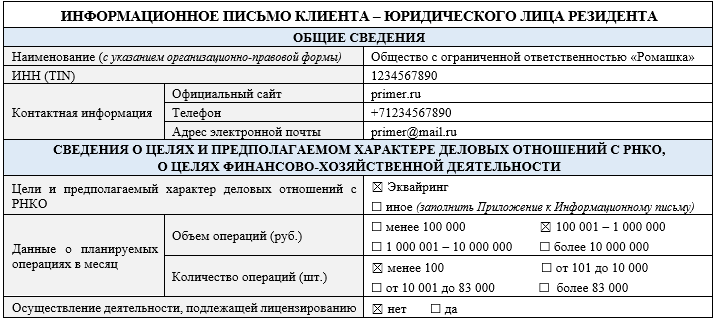 ИНФОРМАЦИОННОЕ ПИСЬМО КЛИЕНТА – ЮРИДИЧЕСКОГО ЛИЦА РЕЗИДЕНТА
ОБЩИЕ СВЕДЕНИЯ
Наименование (с указанием организационно-правовой формы) Общество с ограниченной ответственностью «Ромашка»
ИНН (TIN) 1234567890
Контактная информация
Официальный сайт primer.ru
Телефон +71234567890
Адрес электронной почты primer@mail.ru
СВЕДЕНИЯ О ЦЕЛЯХ И ПРЕДПОЛАГАЕМОМ ХАРАКТЕРЕ ДЕЛОВЫХ ОТНОШЕНИЙ С РНКО,
О ЦЕЛЯХ ФИНАНСОВО-ХОЗЯЙСТВЕННОЙ ДЕЯТЕЛЬНОСТИ
Цели и предполагаемый характер деловых отношений с
РНКО
☒ Эквайринг
☐ иное (заполнить Приложение к Информационному письму)
Данные о планируемых
операциях в месяц
Объем операций (руб.)
☐ менее 100 000 ☒ 100 001 – 1 000 000
☐ 1 000 001 – 10 000 000 ☐ более 10 000 000
Количество операций (шт.)
☒ менее 100 ☐ от 101 до 10 000
☐ от 10 001 до 83 000 ☐ более 83 000
Осуществление деятельности, подлежащей лицензированию ☒ нет ☐ да